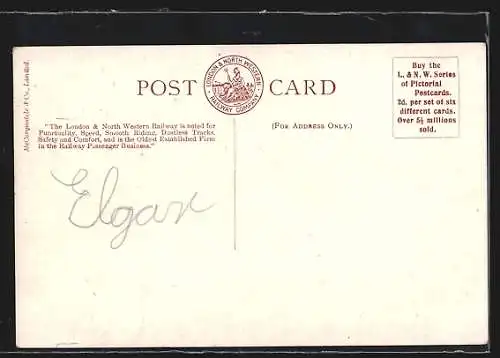 McCorquodale & Co., Limited.
POST CARD
LONDON & NORTH WESTERN
RAILWAY COMPANY
"The London & North Western Railway is noted for
Punctuality, Speed, Smooth Riding, Dustless Tracks,
Safety and Comfort, and is the Oldest Established Firm
in the Railway Passenger Business."
(FOR ADDRESS ONLY.)
Buy the
L. & N. W. Series
of Pictorial
Postcards.
2d. per set of six
different cards.
Over 5½ millions
sold.
Elgar